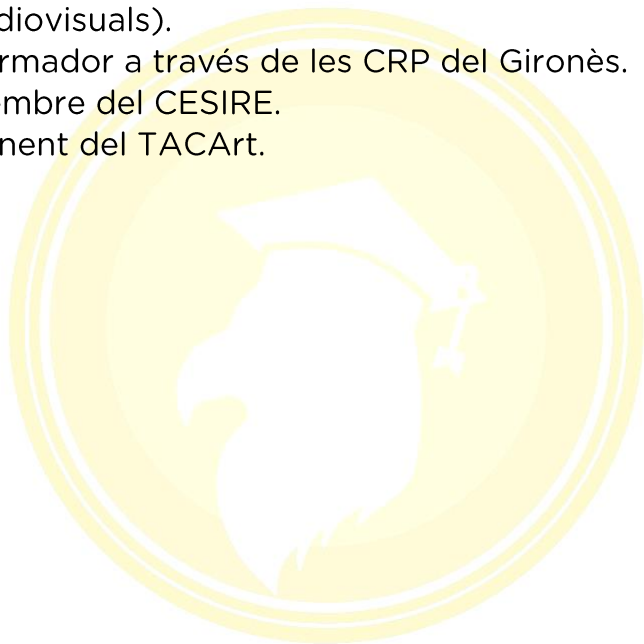 diovisuals).
rmador a través de les CRP del Gironès.
mbre del CESIRE.
nent del TACArt.